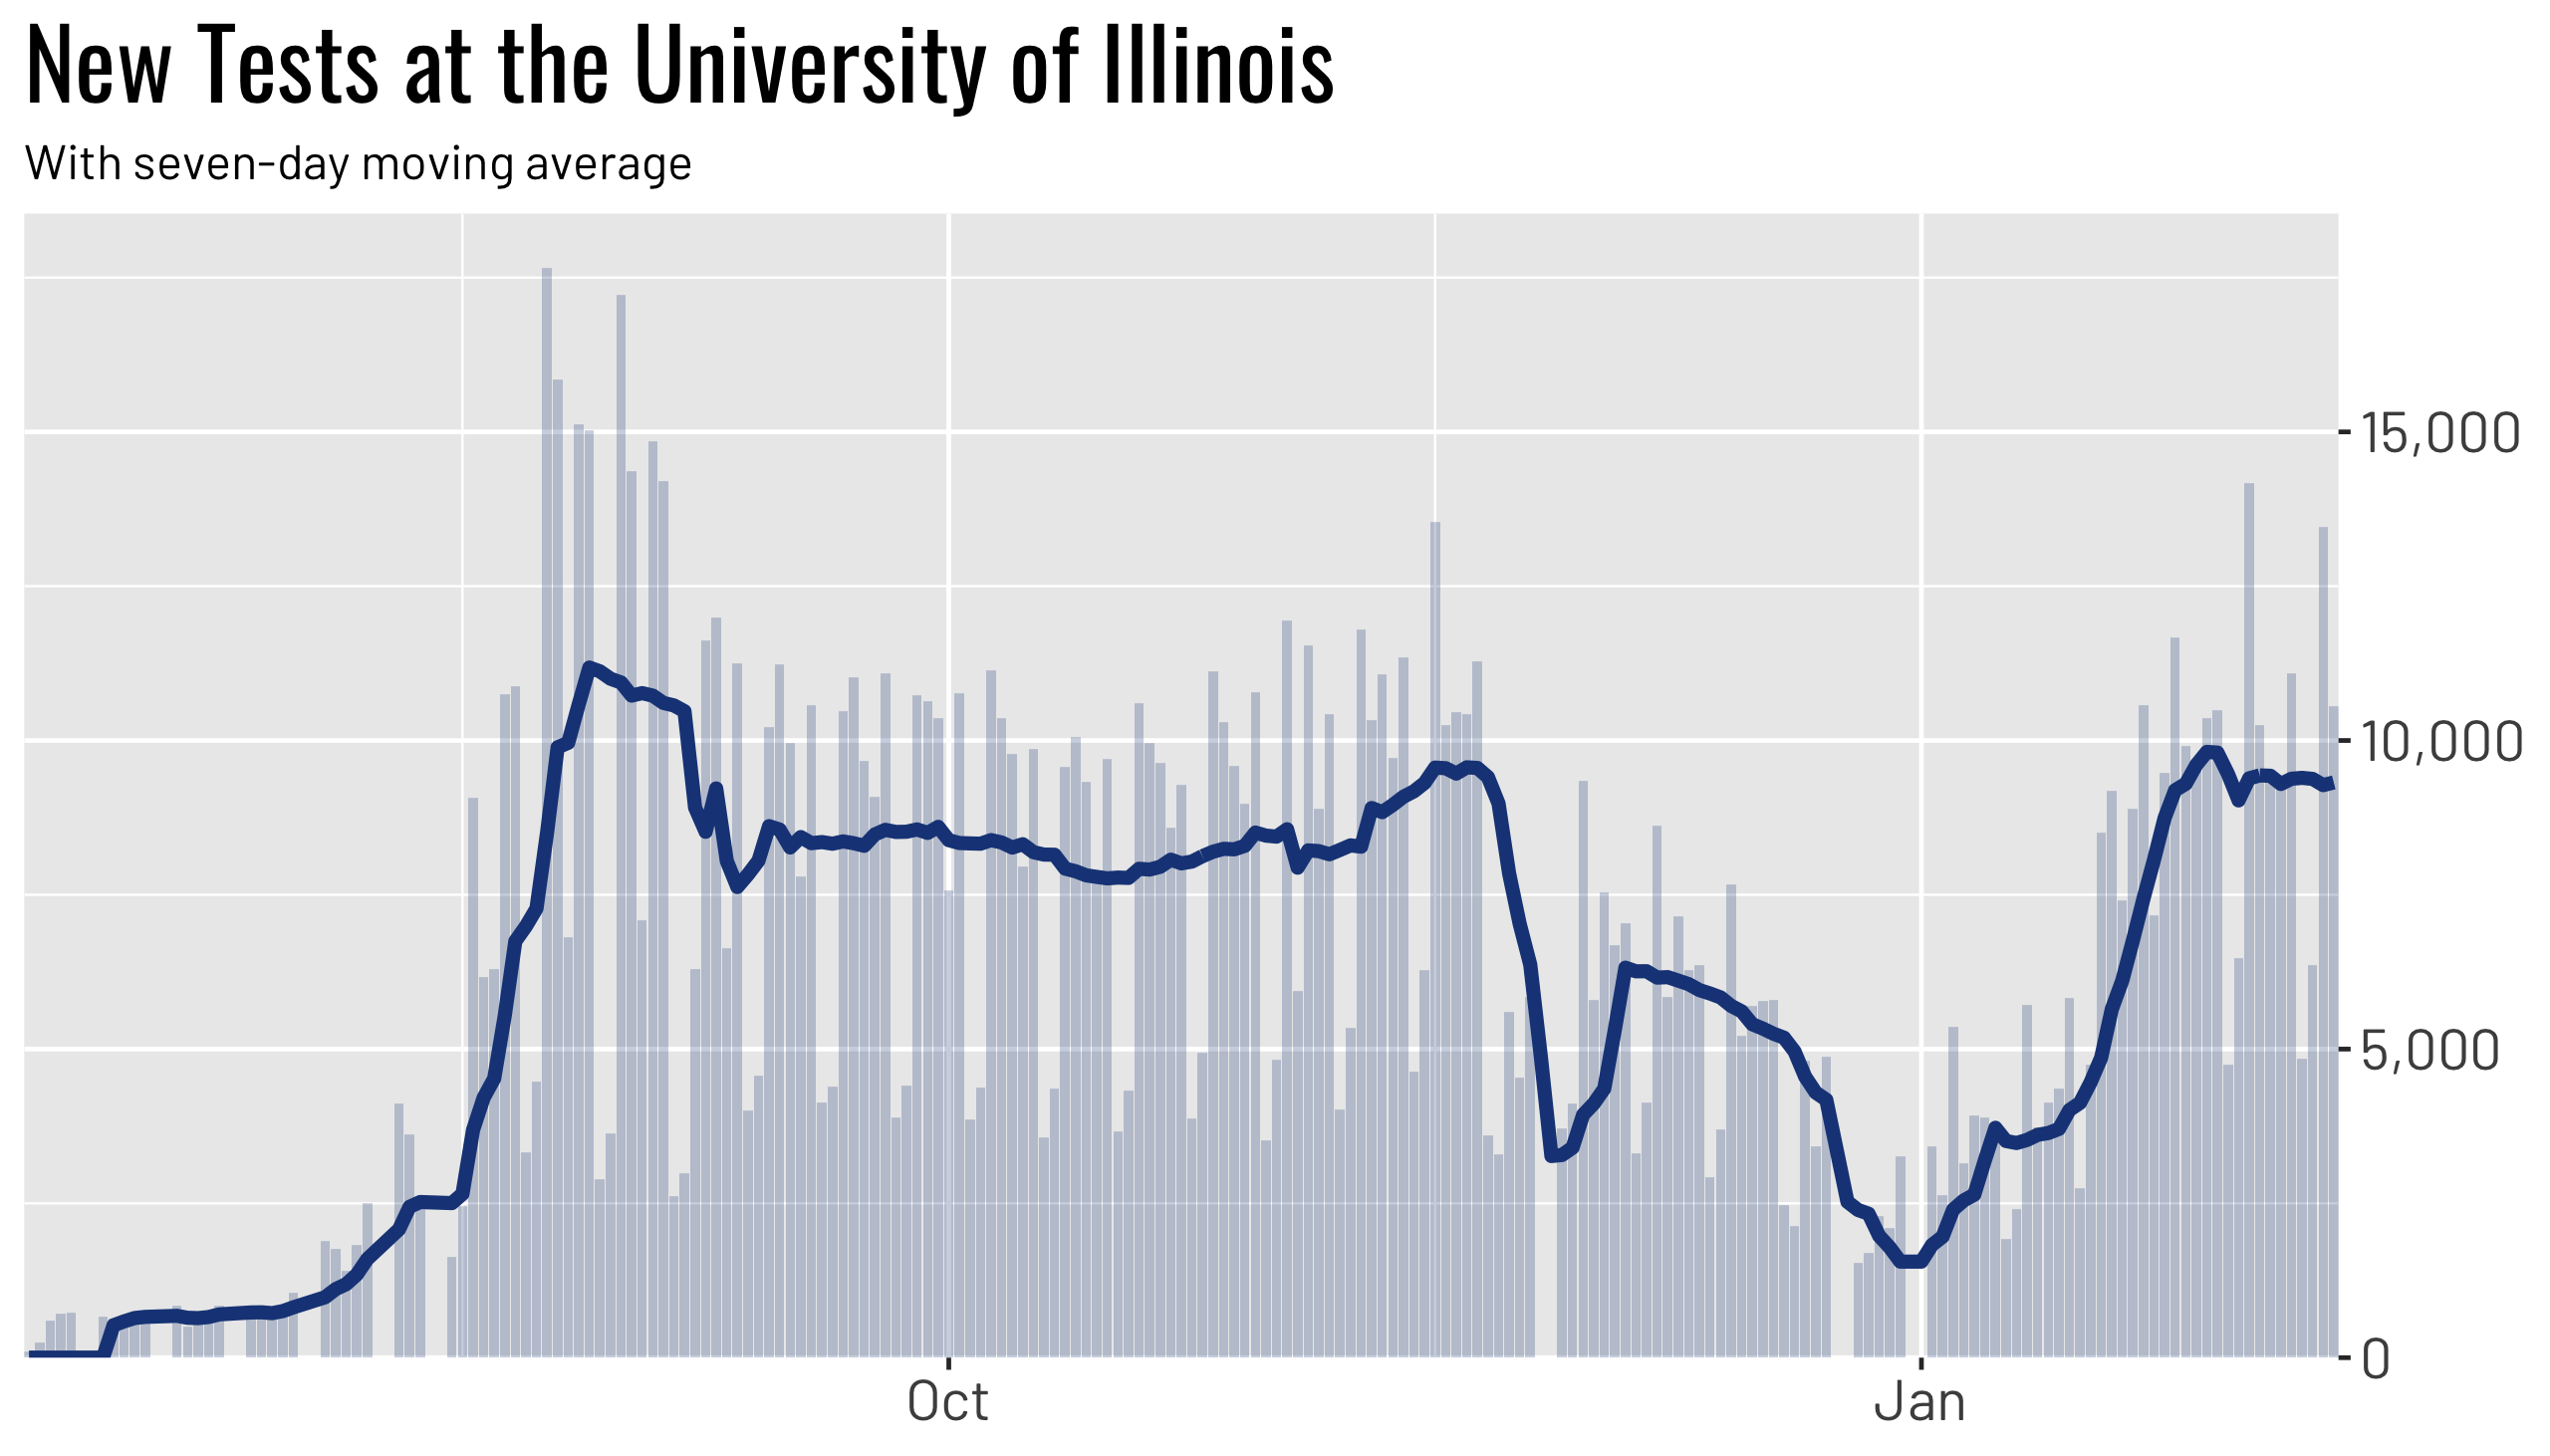 New Tests at the University of Illinois
With seven-day moving average
15,000
10,000
5,000
0
Oct
Jan